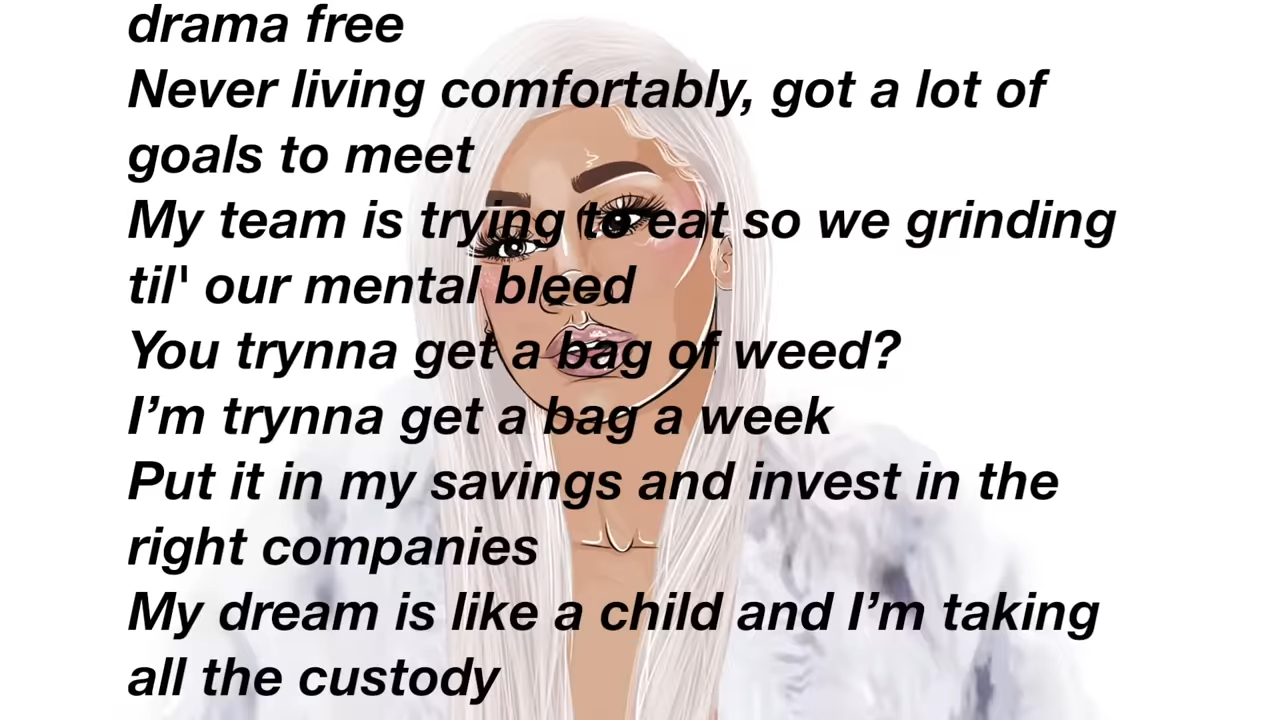 drama free
Never living comfortably, got a lot of
goals to meet
My team is trying to eat so we grinding
til' our mental bleed
You trynna get a bag of weed?
I’m trynna get a bag a week
Put it in my savings and invest in the
right companies
My dream is like a child and I’m taking
all the custody